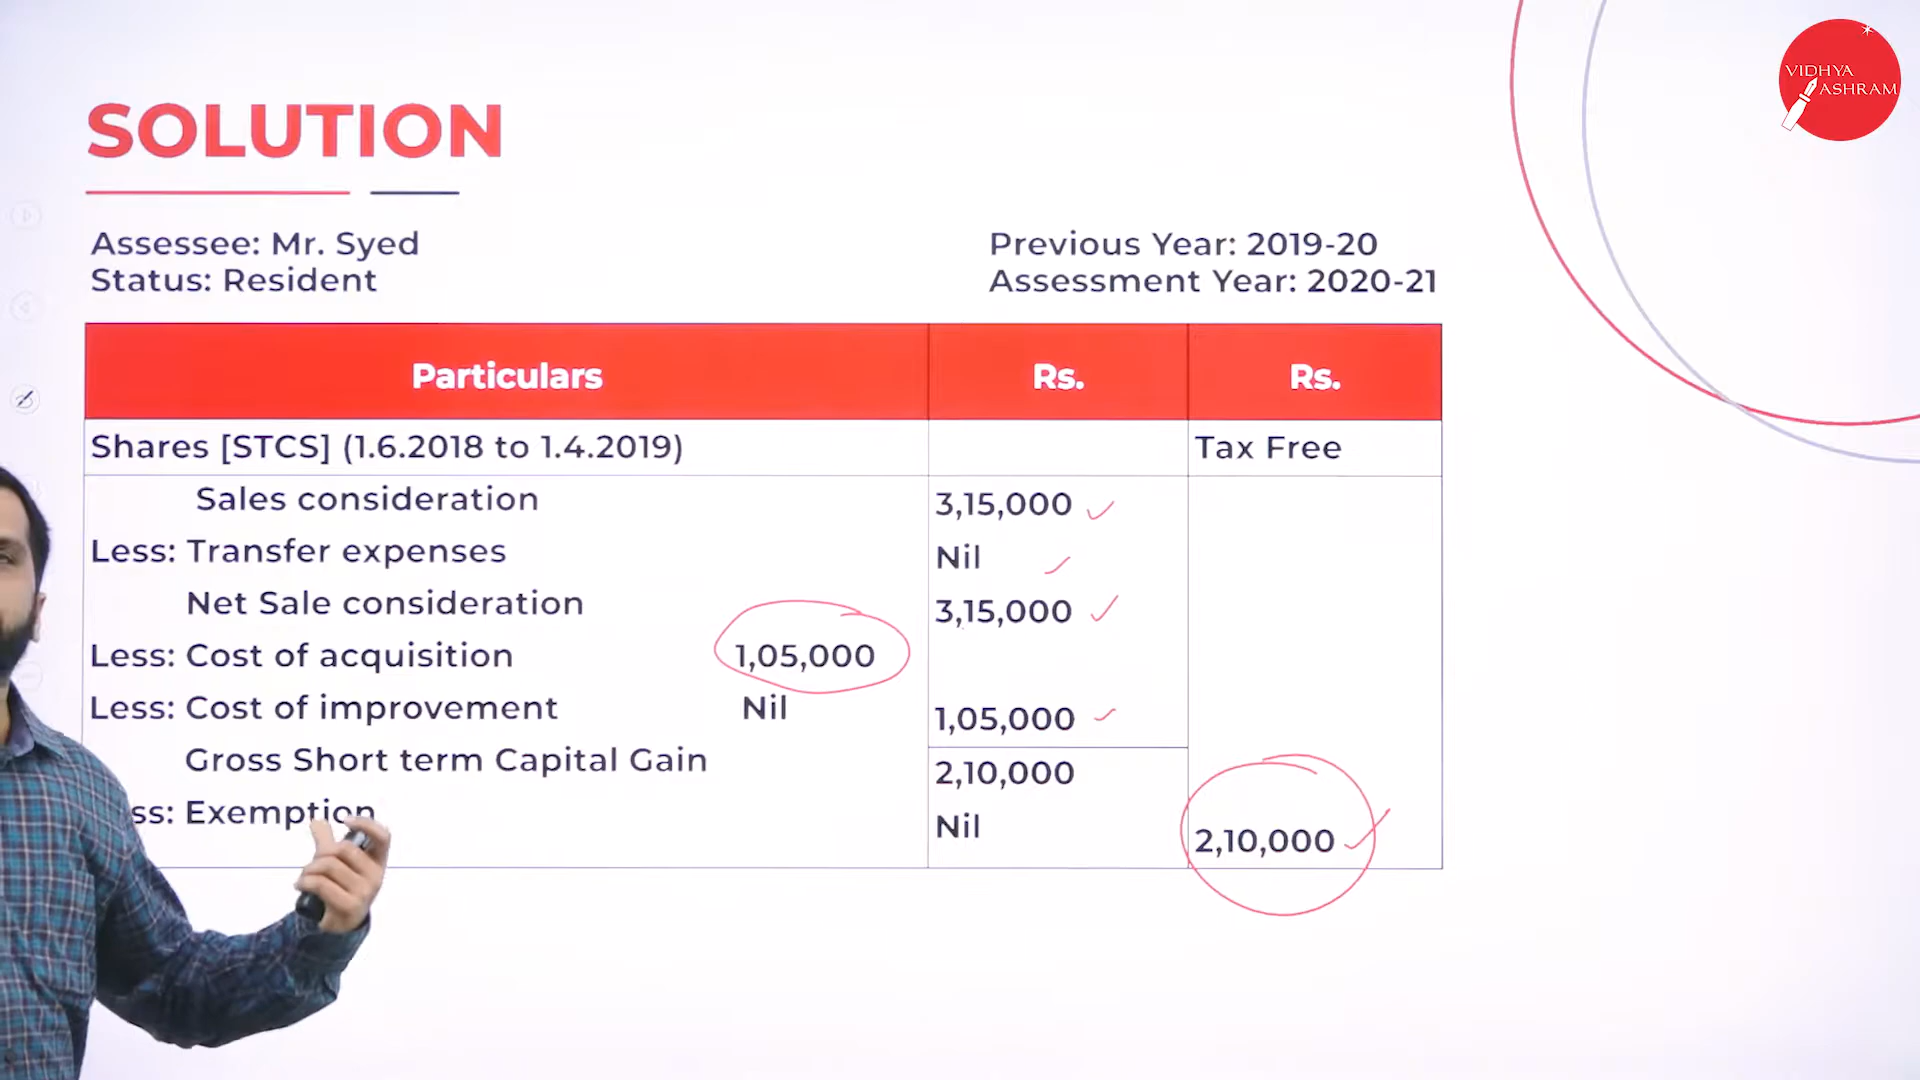 VIDHYA
ASHRAM
SOLUTION
Assessee: Mr. Syed
Status: Resident
Previous Year: 2019-20
Assessment Year: 2020-21
Particulars Rs. Rs.
Shares [STCS] (1.6.2018 to 1.4.2019) Tax Free
Sales consideration 3,15,000
Less: Transfer expenses Nil
Net Sale consideration 3,15,000
Less: Cost of acquisition 1,05,000
Less: Cost of improvement Nil 1,05,000
Gross Short term Capital Gain 2,10,000
ss: Exemption Nil 2,10,000